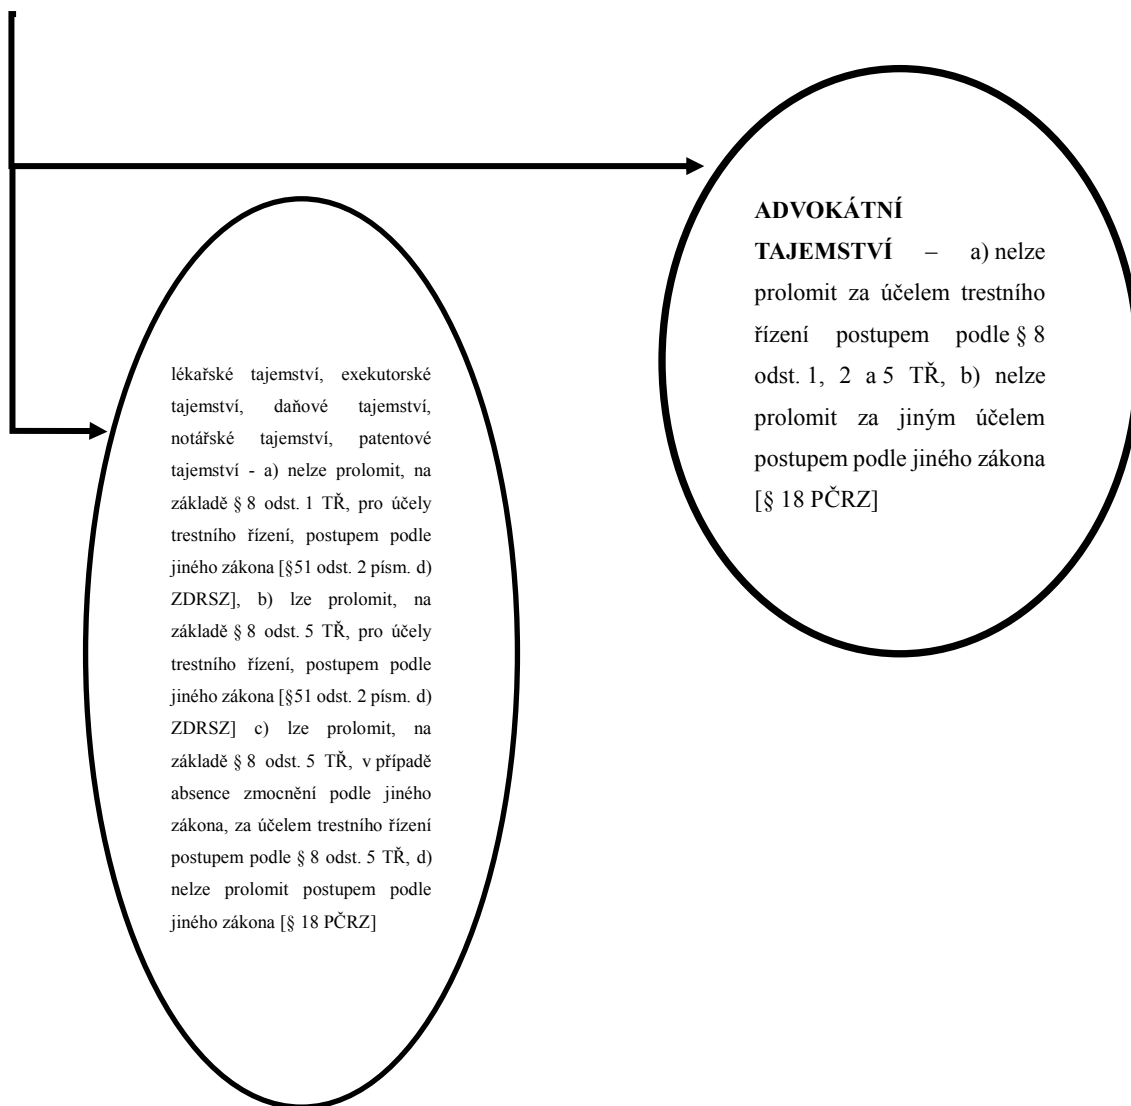 ADVOKÁTNÍ
TAJEMSTVÍ – a) nelze
prolomit za účelem trestního
řízení postupem podle § 8
odst. 1, 2 a 5 TŘ, b) nelze
prolomit za jiným účelem
postupem podle jiného zákona
[§ 18 PČRZ]
lékařské tajemství, exekutorské
tajemství, daňové tajemství,
notářské tajemství, patentové
tajemství - a) nelze prolomit, na
základě § 8 odst. 1 TŘ, pro účely
trestního řízení, postupem podle
jiného zákona [§51 odst. 2 písm. d)
ZDRSZ], b) lze prolomit, na
základě § 8 odst. 5 TŘ, pro účely
trestního řízení, postupem podle
jiného zákona [§51 odst. 2 písm. d)
ZDRSZ] c) lze prolomit, na
základě § 8 odst. 5 TŘ, v případě
absence zmocnění podle jiného
zákona, za účelem trestního řízení
postupem podle § 8 odst. 5 TŘ, d)
nelze prolomit postupem podle
jiného zákona [§ 18 PČRZ]